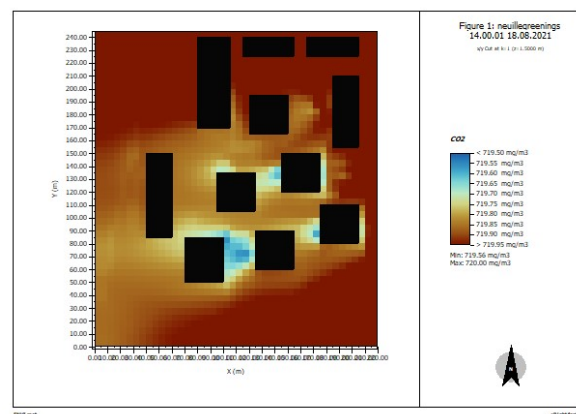 Figure 1: neuillegreenings
14.00.01 18.08.2021
x/y Cut at k: 1 (z: 1.5000 m)
240.00
230.00
220.00
210.00
200.00
190.00
180.00
170.00
160.00
150.00
140.00
130.00
120.00
110.00
100.00
90.00
80.00
70.00
60.00
50.00
40.00
30.00
20.00
10.00
0.00
Y (m)
X (m)
CO2
< 719.50 mg/m3
719.55 mg/m3
719.60 mg/m3
719.65 mg/m3
719.70 mg/m3
719.75 mg/m3
719.80 mg/m3
719.85 mg/m3
719.90 mg/m3
> 719.95 mg/m3
Min: 719.56 mg/m3
Max: 720.00 mg/m3
N